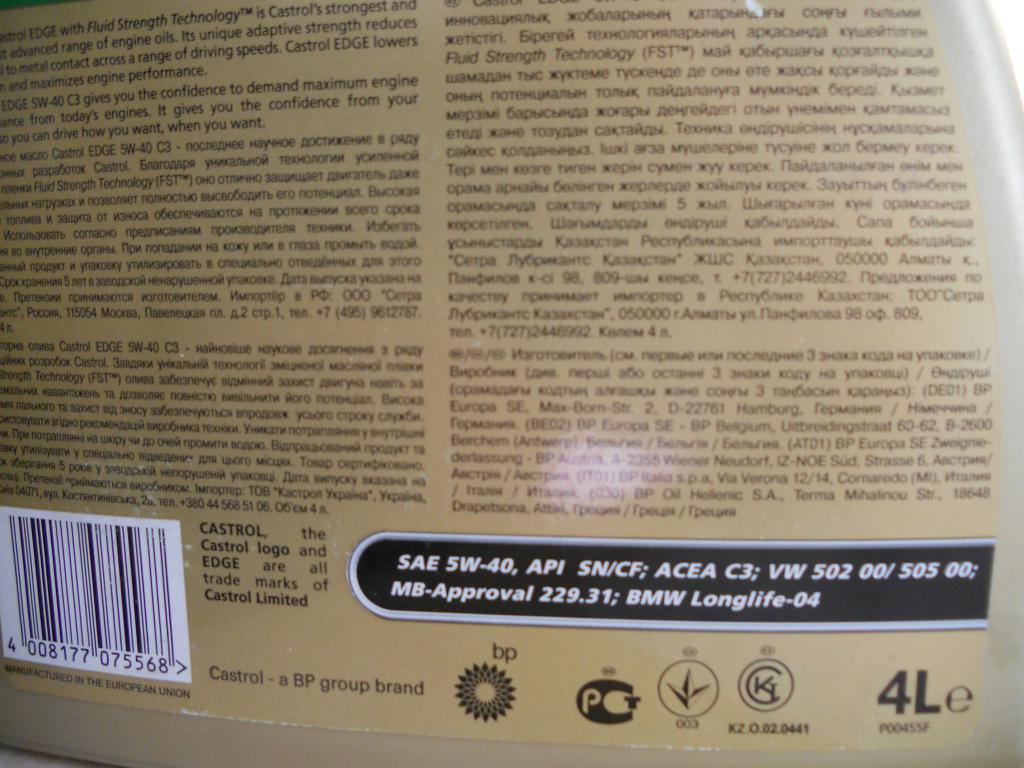 astrol EDGE with Fluid Strength Technology™ is Castrol's strongest and
t advanced range of engine oils. Its unique adaptive strength reduces
l to metal contact across a range of driving speeds. Castrol EDGE lowers
n and maximizes engine performance.
EDGE 5W-40 C3 gives you the confidence to demand maximum engine
ance from today's engines. It gives you the confidence from your
so you can drive how you want, when you want.
ное масло Castrol EDGE 5W-40 C3 - последнее научное достижение в ряду
онных разработок Castrol. Благодаря уникальной технологии усиленной
пленки Fluid Strength Technology (FST™) оно отлично защищает двигатель даже
ельных нагрузках и позволяет полностью высвободить его потенциал. Высокая
топлива и защита от износа обеспечиваются на протяжении всего срока
Использовать согласно предписаниям производителя техники. Избегать
ия во внутренние органы. При попадании на кожу или в глаза промыть водой.
анный продукт и упаковку утилизировать в специально отведённых для этого
Срок хранения 5 лет в заводской ненарушенной упаковке. Дата выпуска указана на
е. Претензии принимаются изготовителем. Импортёр в РФ: ООО "Сетра
антс", Россия, 115054 Москва, Павелецкая пл. д.2 стр.1, тел. +7 (495) 9612787.
4 л.
торна олива Castrol EDGE 5W-40 C3 - найновіше наукове досягнення з ряду
ційних розробок Castrol. Завдяки унікальній технології зміцненої масляної плівки
Strength Technology (FST™) олива забезпечує відмінний захист двигуна навіть за
емальних навантажень та дозволяє повністю вивільнити його потенціал. Висока
мія пального та захист від зносу забезпечуються впродовж усього строку служби.
ристовувати згідно рекомендацій виробника техніки. Уникати потрапляння у внутрішні
ни. При потраплянні на шкіру чи до очей промити водою. Відпрацьований продукт та
овку утилізувати у спеціально відведених для цього місцях. Товар сертифіковано.
ін зберігання 5 років у заводській непорушеній упаковці. Дата випуску вказана на
ковці. Претензії приймаються виробником. Імпортер: ТОВ "Кастрол Україна", Україна,
Київ 04071, вул. Костянтинівська, 2а, тел. +380 44 568 51 06. Об'єм 4 л.
Castrol EDGE
инновациялық жобаларының қатарындағы соңғы ғылыми
жетістігі. Бірегей технологияларының арқасында күшейтілген
Fluid Strength Technology (FST™) май қабыршағы қозғалтқышқа
шамадан тыс жүктеме түскенде де оны өте жақсы қорғайды және
оның потенциалын толық пайдалануға мүмкіндік береді. Қызмет
мерзімі барысында жоғары деңгейдегі отын үнемімен қамтамасыз
етеді және тозудан сақтайды. Техника өндірушісінің нұсқамаларына
сәйкес қолданыңыз. Ішкі ағза мүшелеріне түсуіне жол бермеу керек.
Тері мен көзге тиген жерін сумен жуу керек. Пайдаланылған өнім мен
орама арнайы бөлінген жерлерде жойылуы керек. Зауыттың бүлінбеген
орамасында сақталу мерзімі 5 жыл. Шығарылған күні орамасында
көрсетілген. Шағымдарды өндіруші қабылдайды. Сапа бойынша
ұсыныстарды Қазақстан Республикасына импорттаушы қабылдайды:
"Сетра Лубрикантс Қазақстан" ЖШС Қазақстан, 050000 Алматы қ.,
Панфилов к-сі 98, 809-шы кеңсе, т. +7(727)2446992. Предложения по
качеству принимает импортер в Республике Казахстан: ТОО"Сетра
Лубрикантс Казахстан", 050000 г.Алматы ул.Панфилова 98 оф. 809,
тел. +7(727)2446992. Көлем 4 л.
Изготовитель (см. первые или последние 3 знака кода на упаковке) /
Виробник (див. перші або останні 3 знаки коду на упаковці) / Өндіруші
(орамадағы кодтың алғашқы және соңғы 3 таңбасын қараңыз): (DE01) BP
Europa SE, Max-Born-Str. 2, D-22761 Hamburg, Германия / Німеччина /
Германия. (BE02) BP Europa SE - BP Belgium, Uitbreidingstraat 60-62, B-2600
Berchem (Antwerp), Бельгия / Бельгія / Бельгия. (AT01) BP Europa SE Zweignie-
derlassung - BP Austria, A-2355 Wiener Neudorf, IZ-NOE Süd, Strasse 6, Австрия/
Австрія / Австрия. (IT01) BP Italia s.p.a, Via Verona 12/14, Cornaredo (MI), Италия
/ Італія / Италия. (030) BP Oil Hellenic S.A., Terma Mihalinou Str., 18648
Drapetsona, Attiki, Греция / Греція / Греция
CASTROL, the
Castrol logo and
EDGE are all
trade marks of
Castrol Limited
SAE 5W-40, API SN/CF; ACEA C3; VW 502 00/ 505 00;
MB-Approval 229.31; BMW Longlife-04
4 008177 075568 >
MANUFACTURED IN THE EUROPEAN UNION
Castrol - a BP group brand
bp
РСТ
003
KZ.O.02.0441
4Le
P00455F